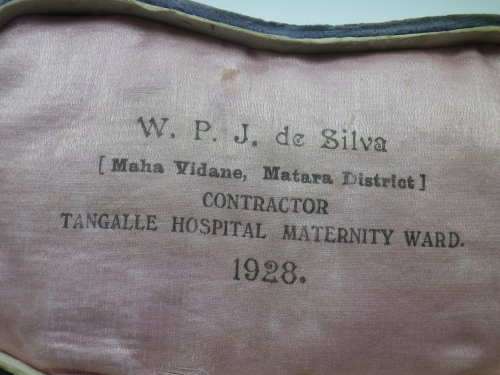 W. P. J. de Silva
[Maha Vidane, Matara District]
CONTRACTOR
TANGALLE HOSPITAL MATERNITY WARD.
1928.